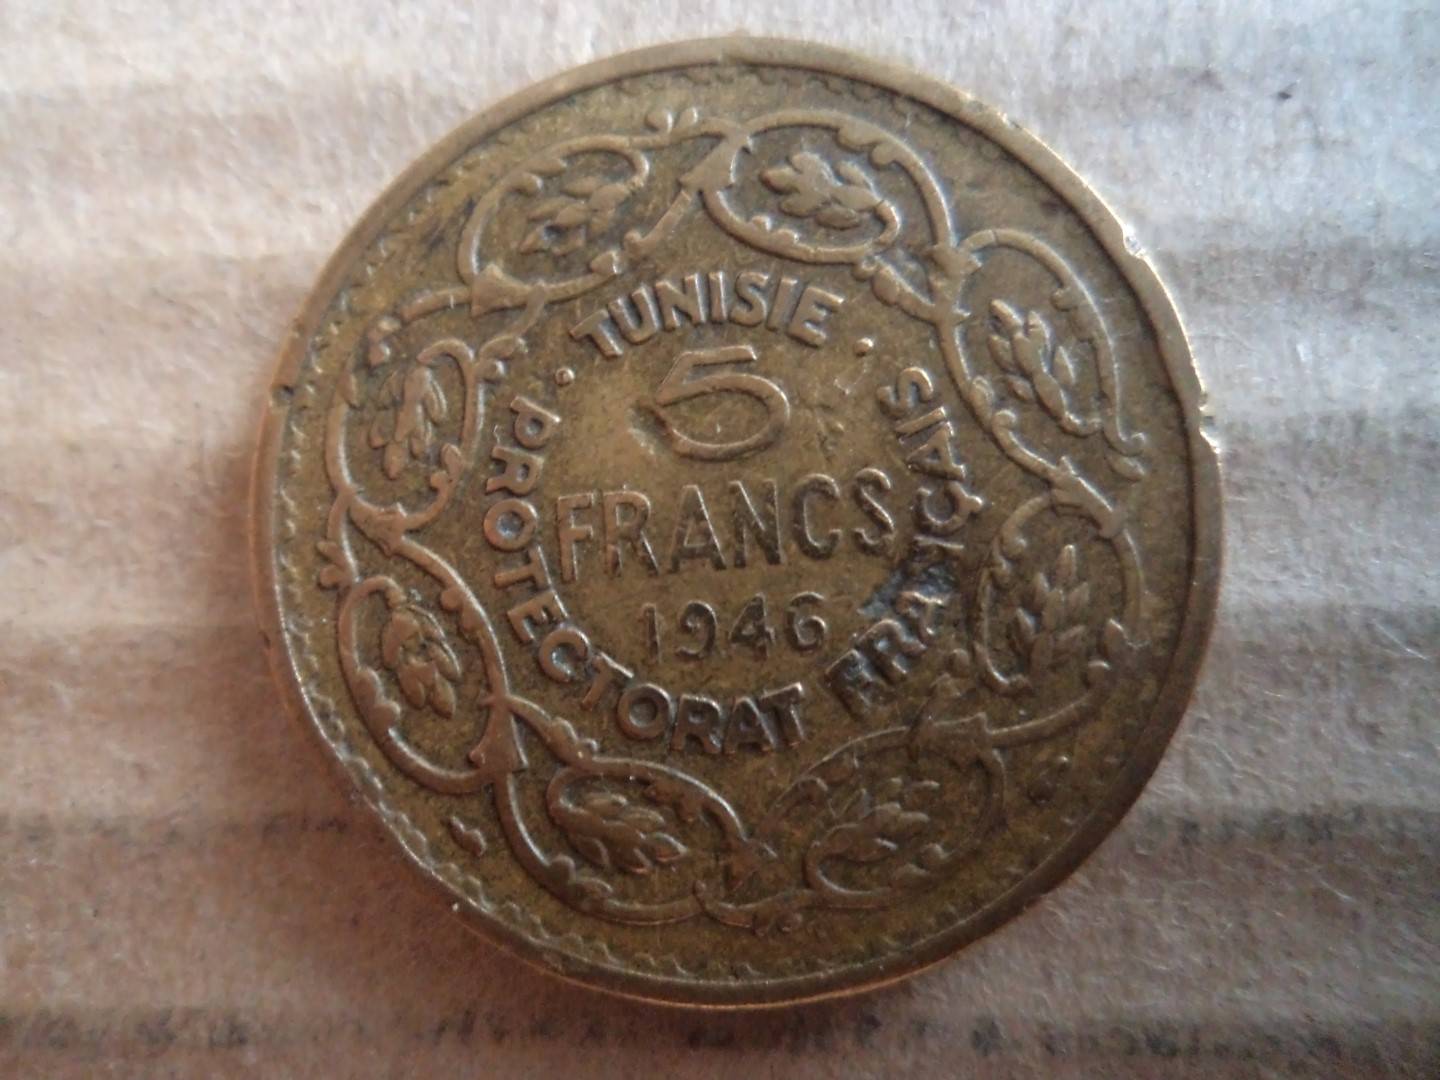 TUNISIE
5
FRANCS
1946
PROTECTORAT FRANÇAIS